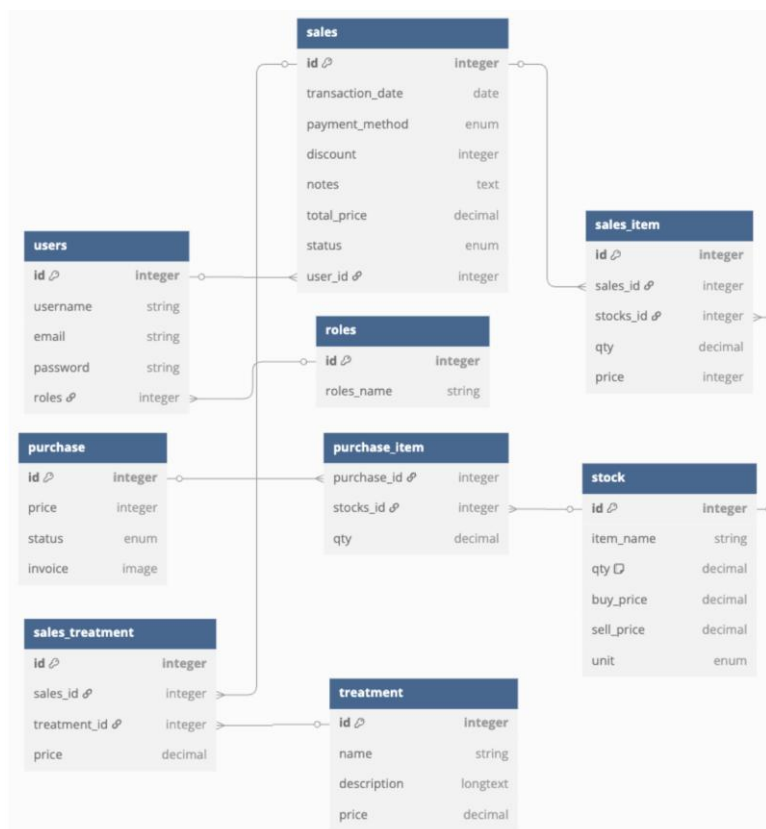 sales
id integer
transaction_date date
payment_method enum
discount integer
notes text
total_price decimal
status enum
user_id integer
users
id integer
username string
email string
password string
roles integer
roles
id integer
roles_name string
sales_item
id integer
sales_id integer
stocks_id integer
qty decimal
price integer
purchase
id integer
price integer
status enum
invoice image
purchase_item
purchase_id integer
stocks_id integer
qty decimal
stock
id integer
item_name string
qty decimal
buy_price decimal
sell_price decimal
unit enum
sales_treatment
id integer
sales_id integer
treatment_id integer
price decimal
treatment
id integer
name string
description longtext
price decimal